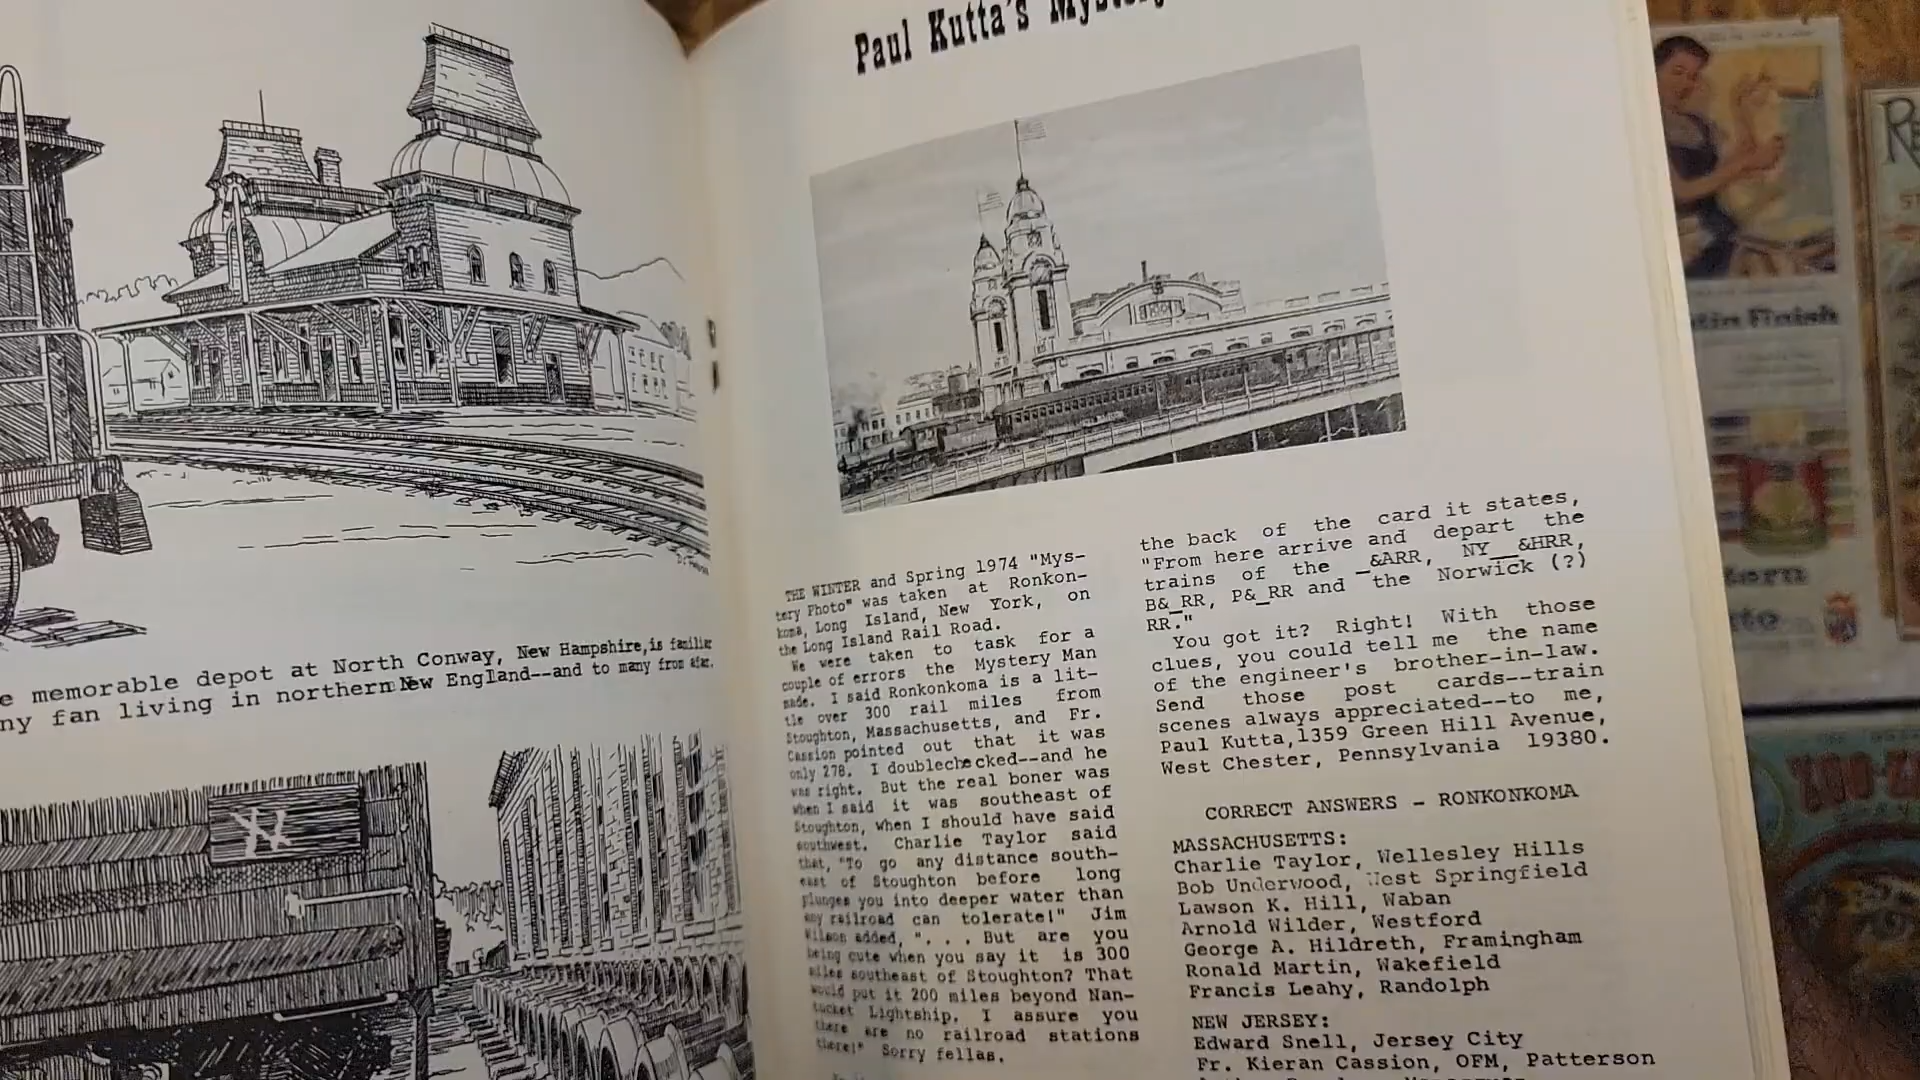 e memorable depot at North Conway, New Hampshire, is familiar
ny fan living in northern New England--and to many from afar.
Paul Kutta's Mystery
THE WINTER and Spring 1974 "Mys-
tery Photo" was taken at Ronkon-
koma, Long Island, New York, on
the Long Island Rail Road.
We were taken to task for a
couple of errors the Mystery Man
made. I said Ronkonkoma is a lit-
tle over 300 rail miles from
Stoughton, Massachusetts, and Fr.
Cassion pointed out that it was
only 278. I doublechecked--and he
was right. But the real boner was
when I said it was southeast of
Stoughton, when I should have said
southwest. Charlie Taylor said
that, "To go any distance south-
east of Stoughton before long
plunges you into deeper water than
any railroad can tolerate!" Jim
Wilson added, ". . . But are you
being cute when you say it is 300
miles southeast of Stoughton? That
would put it 200 miles beyond Nan-
tucket Lightship. I assure you
there are no railroad stations
there!" Sorry fellas.
the back of the card it states,
"From here arrive and depart the
trains of the _&ARR, NY__&HRR,
B&_RR, P&_RR and the Norwick (?)
RR."
You got it? Right! With those
clues, you could tell me the name
of the engineer's brother-in-law.
Send those post cards--train
scenes always appreciated--to me,
Paul Kutta,1359 Green Hill Avenue,
West Chester, Pennsylvania 19380.
CORRECT ANSWERS - RONKONKOMA
MASSACHUSETTS:
Charlie Taylor, Wellesley Hills
Bob Underwood, West Springfield
Lawson K. Hill, Waban
Arnold Wilder, Westford
George A. Hildreth, Framingham
Ronald Martin, Wakefield
Francis Leahy, Randolph
NEW JERSEY:
Edward Snell, Jersey City
Fr. Kieran Cassion, OFM, Patterson
Finish